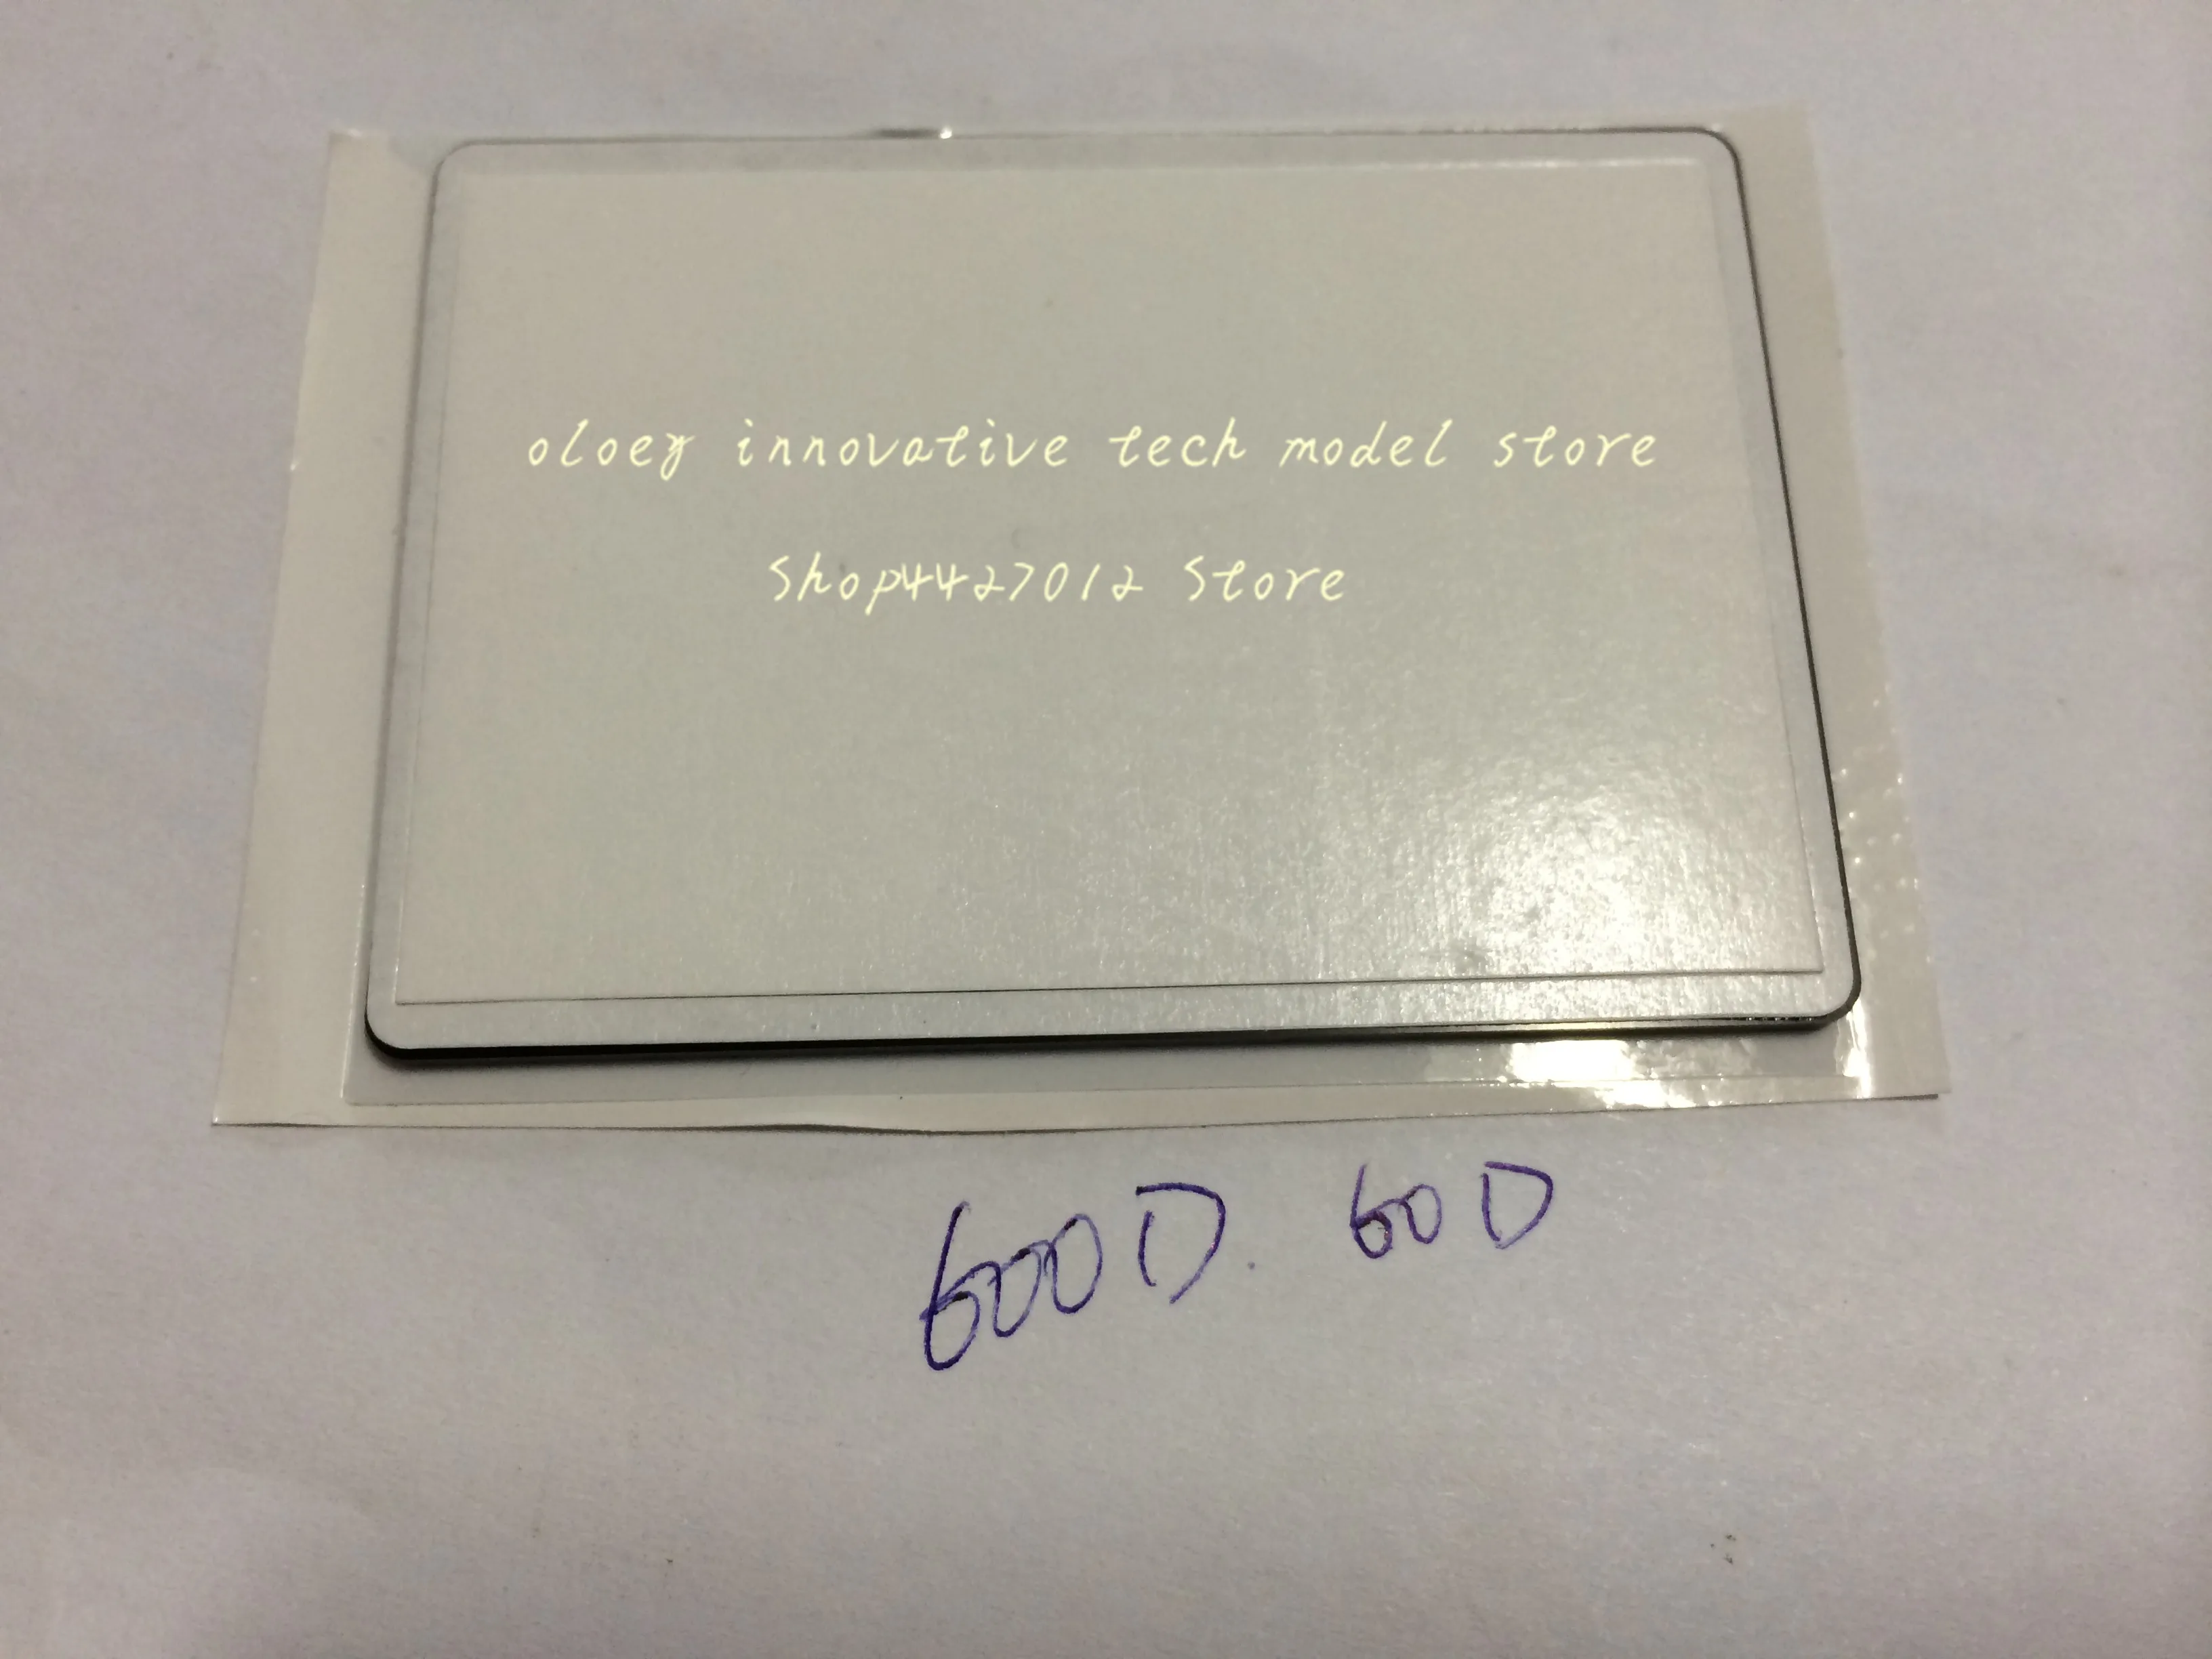 oloey innovative tech model store
Shop4427012 Store
600D. 60D